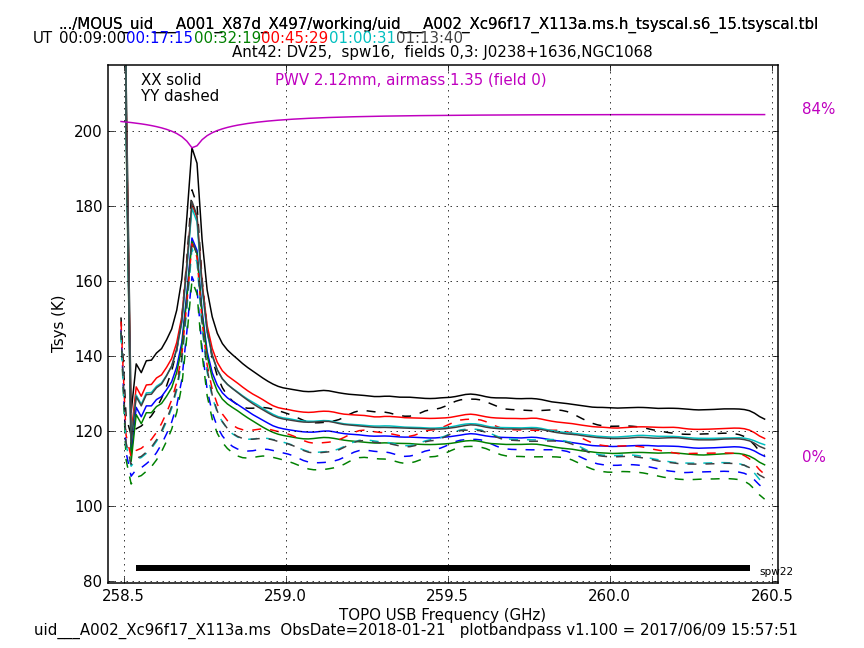 .../MOUS_uid___A001_X87d_X497/working/uid___A002_Xc96f17_X113a.ms.h_tsyscal.s6_15.tsyscal.tbl
UT 00:09:00 00:17:15 00:32:19 00:45:29 01:00:31 01:13:40
Ant42: DV25, spw16, fields 0,3: J0238+1636,NGC1068
XX solid PWV 2.12mm, airmass 1.35 (field 0)
YY dashed
84%
200
180
160
140
120
100
80
0%
Tsys (K)
spw22
258.5 259.0 259.5 260.0 260.5
TOPO USB Frequency (GHz)
uid___A002_Xc96f17_X113a.ms ObsDate=2018-01-21 plotbandpass v1.100 = 2017/06/09 15:57:51